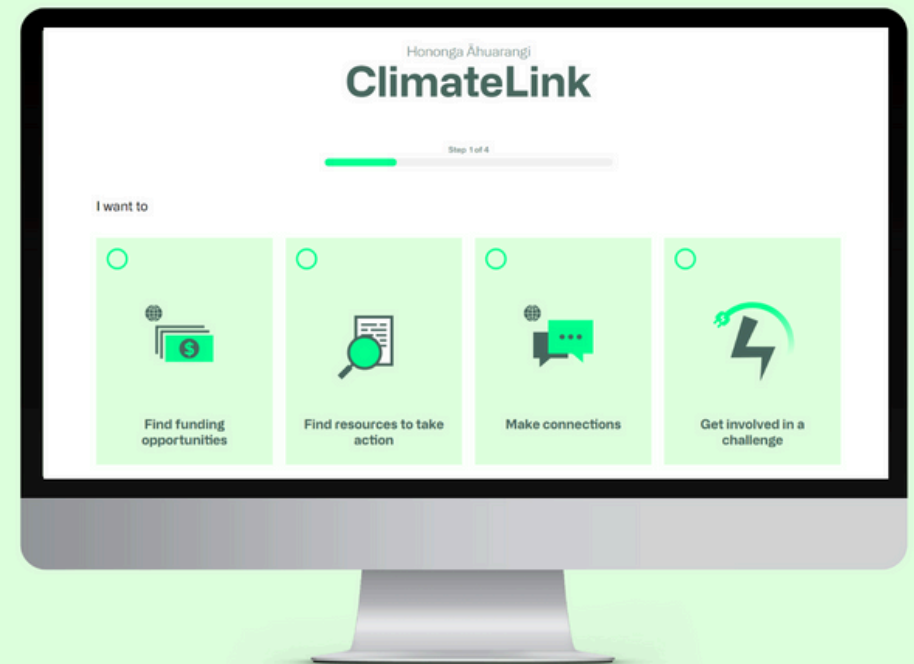 Hononga Āhuarangi
ClimateLink
Step 1 of 4
I want to
$
Find funding
opportunities
Find resources to take
action
Make connections
Get involved in a
challenge